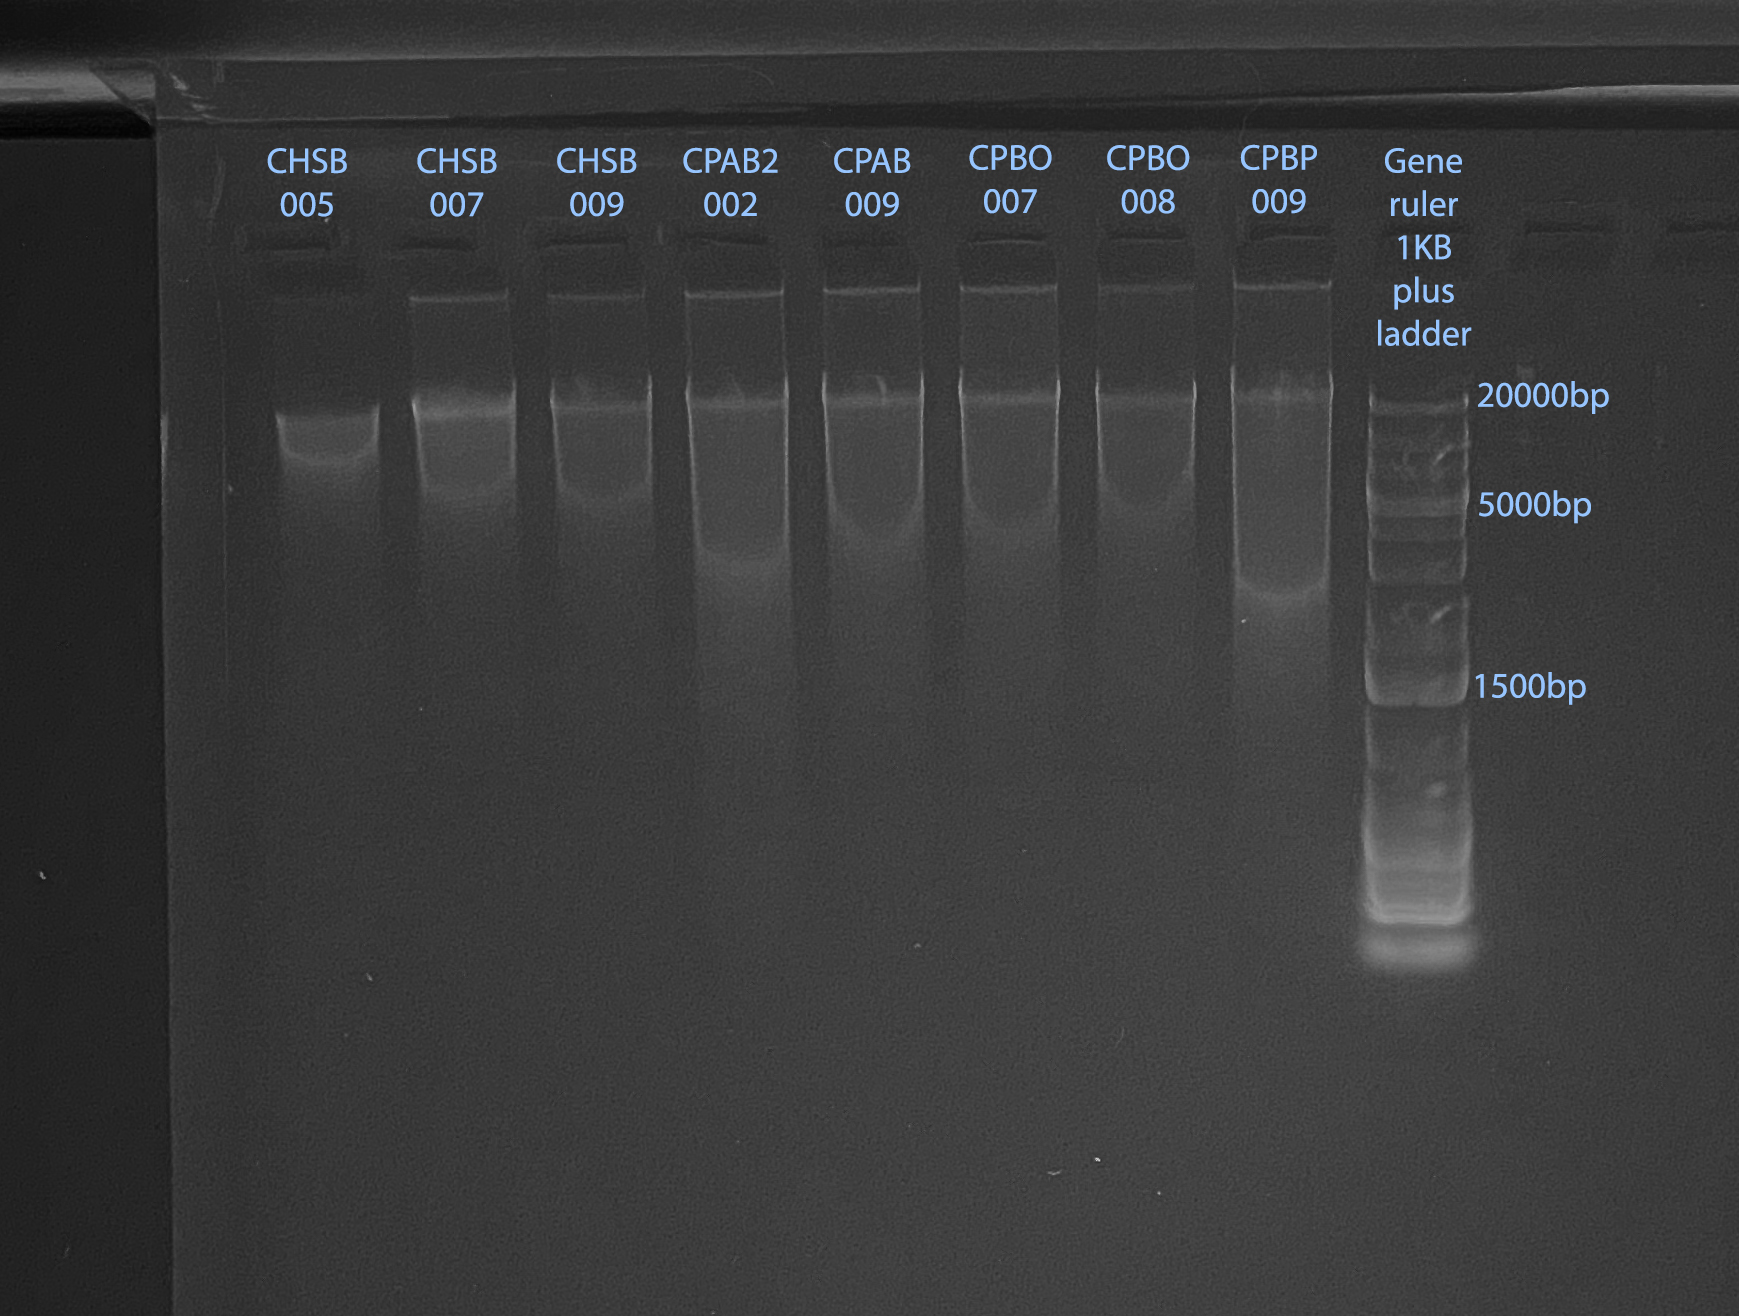 CHSB
005
CHSB
007
CHSB
009
CPAB2
002
CPAB
009
CPBO
007
CPBO
008
CPBP
009
Gene
ruler
1KB
plus
ladder
20000bp
5000bp
1500bp